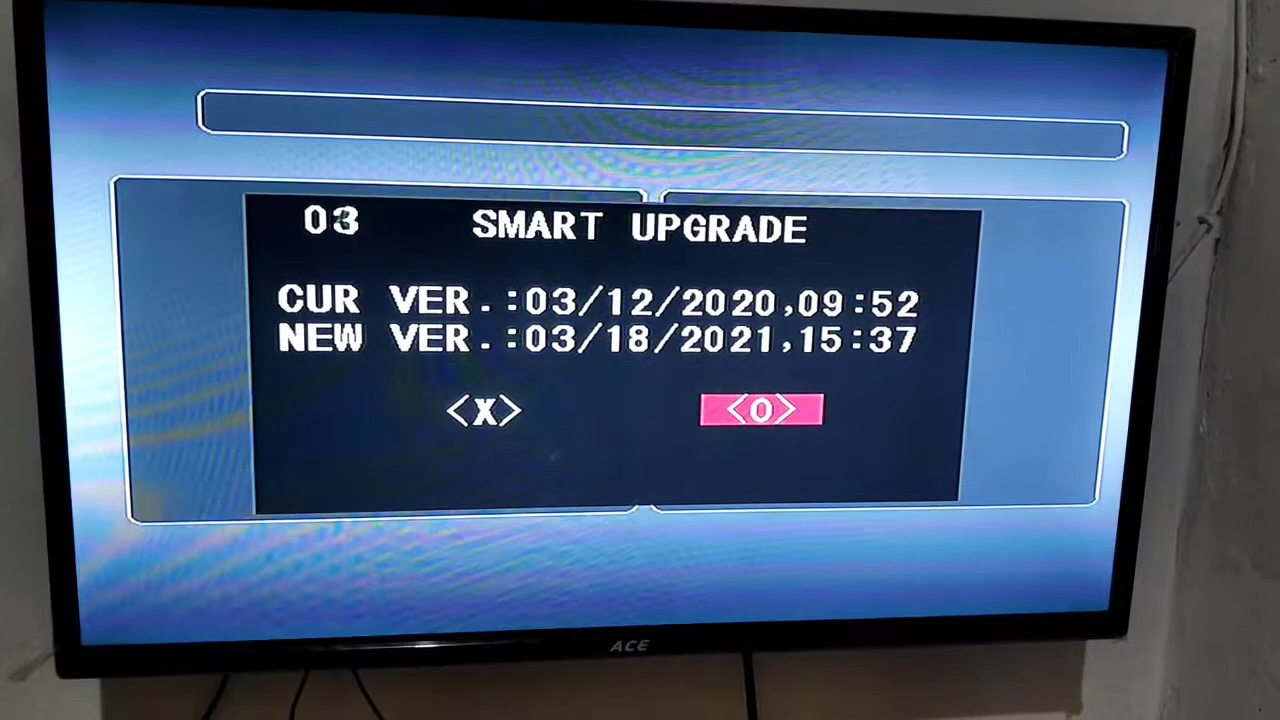 03 SMART UPGRADE
CUR VER.:03/12/2020,09:52
NEW VER.:03/18/2021,15:37
<X> <O>
ACE